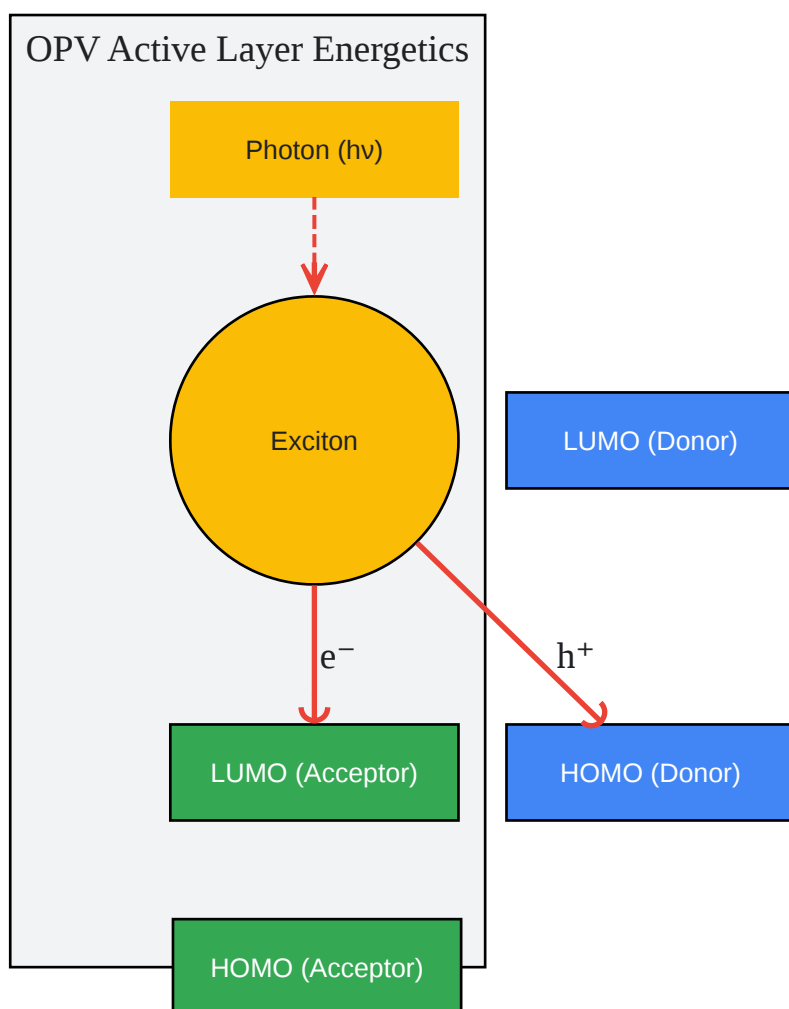 OPV Active Layer Energetics
Photon (hν)
Exciton
LUMO (Donor)
e⁻
h⁺
LUMO (Acceptor)
HOMO (Donor)
HOMO (Acceptor)